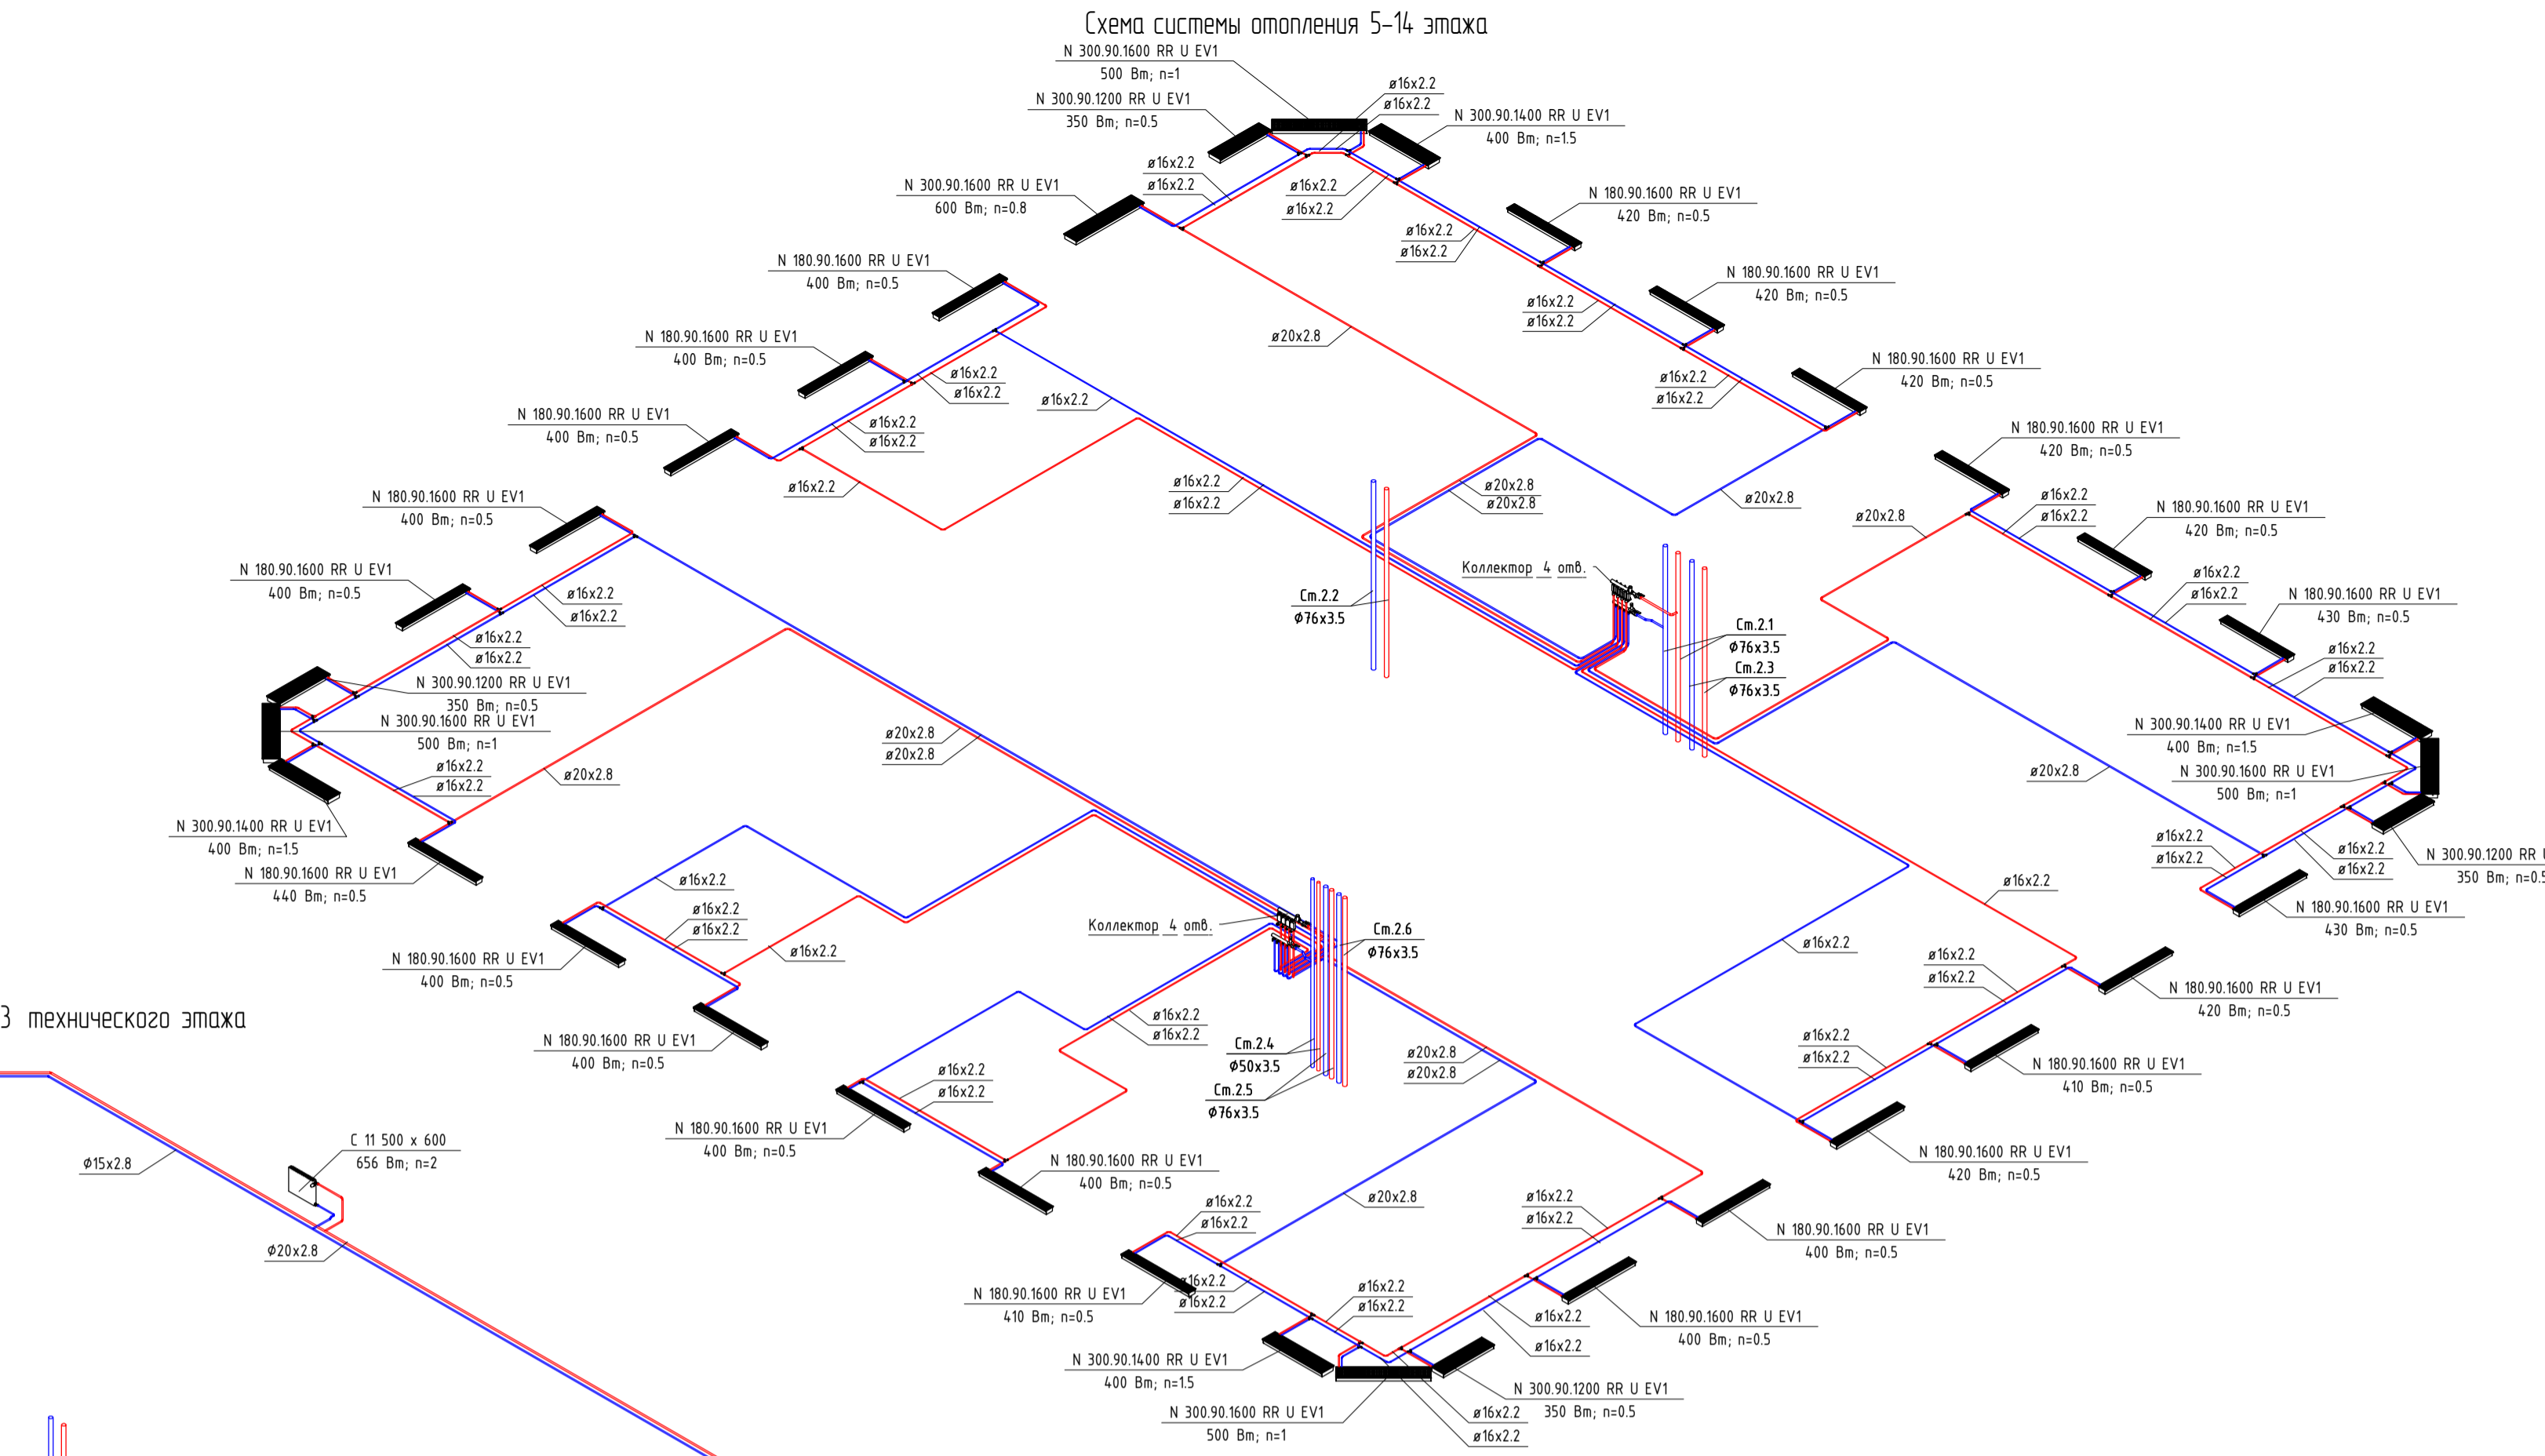 Схема системы отопления 5-14 этажа
N 300.90.1600 RR U EV1
500 Вт; n=1
ø16x2.2
ø16x2.2
N 300.90.1200 RR U EV1
350 Вт; n=0.5
N 300.90.1400 RR U EV1
400 Вт; n=1.5
ø16x2.2
ø16x2.2
ø16x2.2
ø16x2.2
N 300.90.1600 RR U EV1
600 Вт; n=0.8
N 180.90.1600 RR U EV1
420 Вт; n=0.5
ø16x2.2
ø16x2.2
N 180.90.1600 RR U EV1
400 Вт; n=0.5
N 180.90.1600 RR U EV1
420 Вт; n=0.5
ø16x2.2
ø16x2.2
N 180.90.1600 RR U EV1
400 Вт; n=0.5
ø20x2.8
N 180.90.1600 RR U EV1
420 Вт; n=0.5
ø16x2.2
ø16x2.2
ø16x2.2
ø16x2.2
ø16x2.2
N 180.90.1600 RR U EV1
400 Вт; n=0.5
ø16x2.2
ø16x2.2
N 180.90.1600 RR U EV1
420 Вт; n=0.5
ø16x2.2
ø16x2.2
ø16x2.2
ø20x2.8
ø20x2.8
ø20x2.8
N 180.90.1600 RR U EV1
400 Вт; n=0.5
ø20x2.8
ø16x2.2
ø16x2.2
N 180.90.1600 RR U EV1
420 Вт; n=0.5
N 180.90.1600 RR U EV1
400 Вт; n=0.5
Коллектор 4 отв.
ø16x2.2
ø16x2.2
ø16x2.2
ø16x2.2
Ст.2.2
Ф76x3.5
N 180.90.1600 RR U EV1
430 Вт; n=0.5
Ст.2.1
Ф76x3.5
Ст.2.3
Ф76x3.5
ø16x2.2
ø16x2.2
ø16x2.2
ø16x2.2
N 300.90.1200 RR U EV1
350 Вт; n=0.5
N 300.90.1600 RR U EV1
500 Вт; n=1
N 300.90.1400 RR U EV1
400 Вт; n=1.5
ø20x2.8
ø20x2.8
ø16x2.2
ø16x2.2
ø20x2.8
ø20x2.8
N 300.90.1600 RR U EV1
500 Вт; n=1
N 300.90.1400 RR U EV1
400 Вт; n=1.5
ø16x2.2
ø16x2.2
ø16x2.2
ø16x2.2
N 300.90.1200 RR
350 Вт; n=0.5
N 180.90.1600 RR U EV1
440 Вт; n=0.5
ø16x2.2
ø16x2.2
N 180.90.1600 RR U EV1
430 Вт; n=0.5
ø16x2.2
ø16x2.2
ø16x2.2
Коллектор 4 отв.
Ст.2.6
Ф76x3.5
ø16x2.2
ø16x2.2
ø16x2.2
N 180.90.1600 RR U EV1
400 Вт; n=0.5
N 180.90.1600 RR U EV1
420 Вт; n=0.5
3 технического этажа
N 180.90.1600 RR U EV1
400 Вт; n=0.5
ø16x2.2
ø16x2.2
Ст.2.4
Ф50x3.5
Ст.2.5
Ф76x3.5
ø20x2.8
ø20x2.8
ø16x2.2
ø16x2.2
N 180.90.1600 RR U EV1
410 Вт; n=0.5
ø16x2.2
ø16x2.2
N 180.90.1600 RR U EV1
400 Вт; n=0.5
N 180.90.1600 RR U EV1
420 Вт; n=0.5
С 11 500 x 600
656 Вт; n=2
Ф15x2.8
N 180.90.1600 RR U EV1
400 Вт; n=0.5
ø20x2.8
ø16x2.2
ø16x2.2
ø16x2.2
ø16x2.2
N 180.90.1600 RR U EV1
400 Вт; n=0.5
Ф20x2.8
ø16x2.2
ø16x2.2
N 180.90.1600 RR U EV1
410 Вт; n=0.5
ø16x2.2
ø16x2.2
ø16x2.2
ø16x2.2
N 180.90.1600 RR U EV1
400 Вт; n=0.5
N 300.90.1400 RR U EV1
400 Вт; n=1.5
N 300.90.1200 RR U EV1
350 Вт; n=0.5
N 300.90.1600 RR U EV1
500 Вт; n=1
ø16x2.2
ø16x2.2